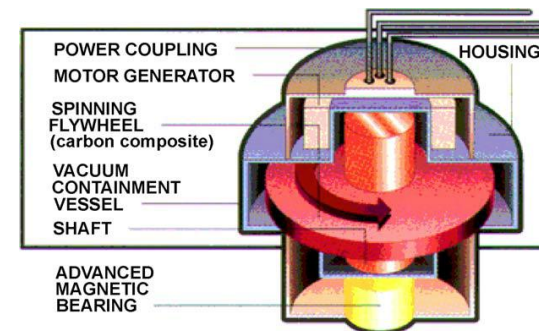 POWER COUPLING
HOUSING
MOTOR GENERATOR
SPINNING
FLYWHEEL
(carbon composite)
VACUUM
CONTAINMENT
VESSEL
SHAFT
ADVANCED
MAGNETIC
BEARING